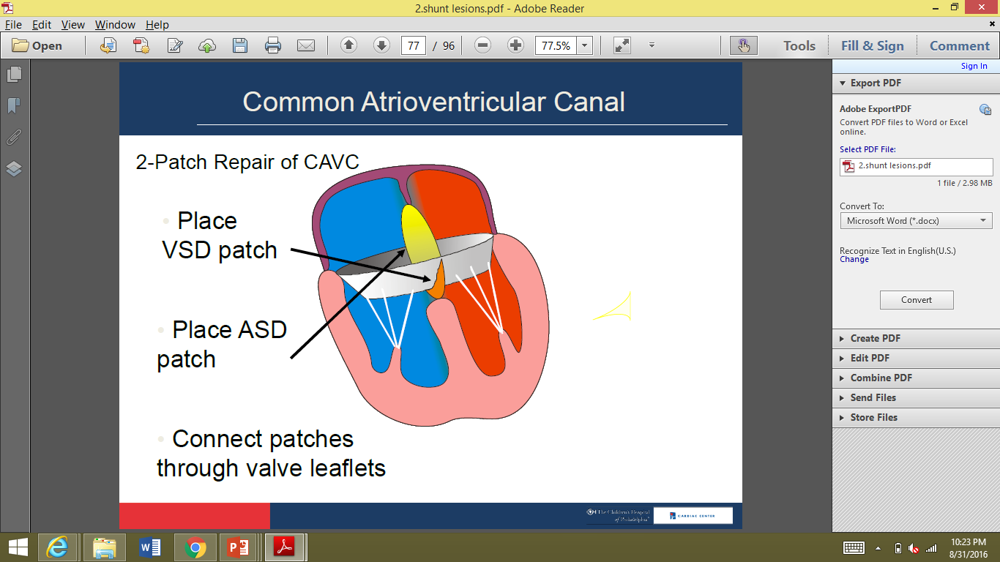 2.shunt lesions.pdf - Adobe Reader
File Edit View Window Help
Open 77 / 96 77.5% Tools Fill & Sign Comment
Sign In
Export PDF
Adobe ExportPDF
Convert PDF files to Word or Excel
online.
Select PDF File:
2.shunt lesions.pdf
1 file / 2.98 MB
Convert To:
Microsoft Word (*.docx)
Recognize Text in English(U.S.)
Change
Convert
Create PDF
Edit PDF
Combine PDF
Send Files
Store Files
Common Atrioventricular Canal
2-Patch Repair of CAVC
• Place
VSD patch
• Place ASD
patch
• Connect patches
through valve leaflets
The Children's Hospital
of Philadelphia
CARDIAC CENTER
10:23 PM
8/31/2016